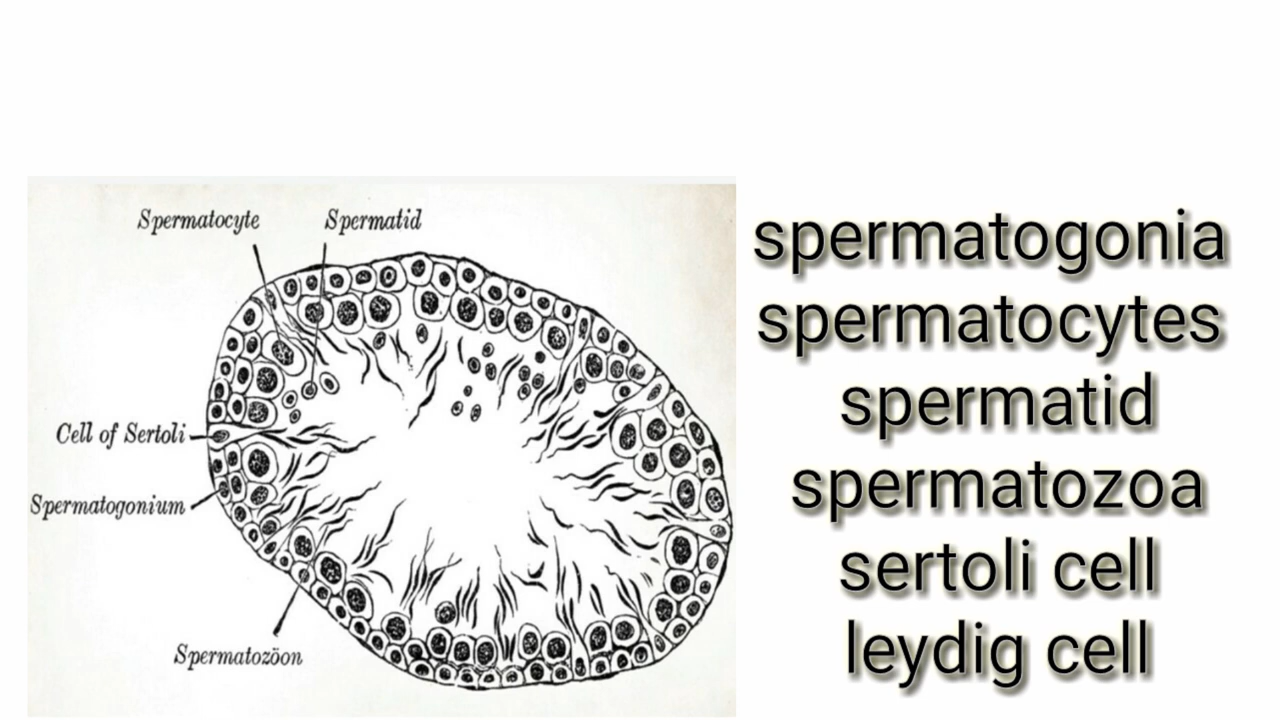 Spermatocyte
Spermatid
Cell of Sertoli
Spermatogonium
Spermatozöon
spermatogonia
spermatocytes
spermatid
spermatozoa
sertoli cell
leydig cell